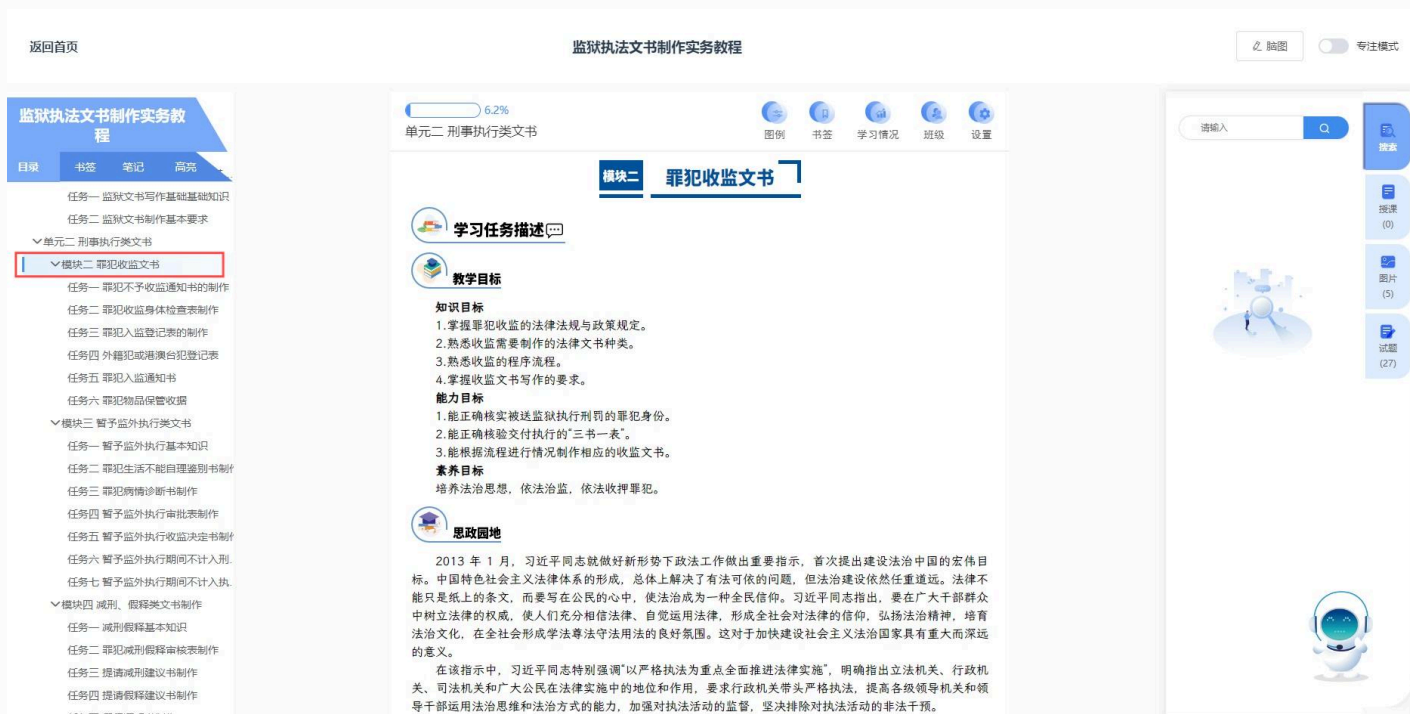 返回首页
监狱执法文书制作实务教程
脑图
专注模式
监狱执法文书制作实务教
程
目录 书签 笔记 高亮
任务一 监狱文书写作基础基础知识
任务二 监狱文书制作基本要求
单元二 刑事执行类文书
模块二 罪犯收监文书
任务一 罪犯不予收监通知书的制作
任务二 罪犯收监身体检查表制作
任务三 罪犯入监登记表的制作
任务四 外籍犯或港澳台犯登记表
任务五 罪犯入监通知书
任务六 罪犯物品保管收据
模块三 暂予监外执行类文书
任务一 暂予监外执行基本知识
任务二 罪犯生活不能自理鉴别书制作
任务三 罪犯病情诊断书制作
任务四 暂予监外执行审批表制作
任务五 暂予监外执行收监决定书制作
任务六 暂予监外执行期间不计入刑..
任务七 暂予监外执行期间不计入执..
模块四 减刑、假释类文书制作
任务一 减刑假释基本知识
任务二 罪犯减刑假释审核表制作
任务三 提请减刑建议书制作
任务四 提请假释建议书制作
6.2%
单元二 刑事执行类文书
图例 书签 学习情况 班级 设置
模块二 罪犯收监文书
学习任务描述
教学目标
知识目标
1.掌握罪犯收监的法律法规与政策规定。
2.熟悉收监需要制作的法律文书种类。
3.熟悉收监的程序流程。
4.掌握收监文书写作的要求。
能力目标
1.能正确核实被送监狱执行刑罚的罪犯身份。
2.能正确核验交付执行的“三书一表”。
3.能根据流程进行情况制作相应的收监文书。
素养目标
培养法治思想，依法治监，依法收押罪犯。
思政园地
2013 年 1 月，习近平同志就做好新形势下政法工作做出重要指示，首次提出建设法治中国的宏伟目
标。中国特色社会主义法律体系的形成，总体上解决了有法可依的问题，但法治建设依然任重道远。法律不
能只是纸上的条文，而要写在公民的心中，使法治成为一种全民信仰。习近平同志指出，要在广大干部群众
中树立法律的权威，使人们充分相信法律、自觉运用法律，形成全社会对法律的信仰，弘扬法治精神，培育
法治文化，在全社会形成学法尊法守法用法的良好氛围。这对于加快建设社会主义法治国家具有重大而深远
的意义。
在该指示中，习近平同志特别强调“以严格执法为重点全面推进法律实施”，明确指出立法机关、行政机
关、司法机关和广大公民在法律实施中的地位和作用，要求行政机关带头严格执法，提高各级领导机关和领
导干部运用法治思维和法治方式的能力，加强对执法活动的监督，坚决排除对执法活动的非法干预。
请输入
搜索
授课
(0)
图片
(5)
试题
(27)